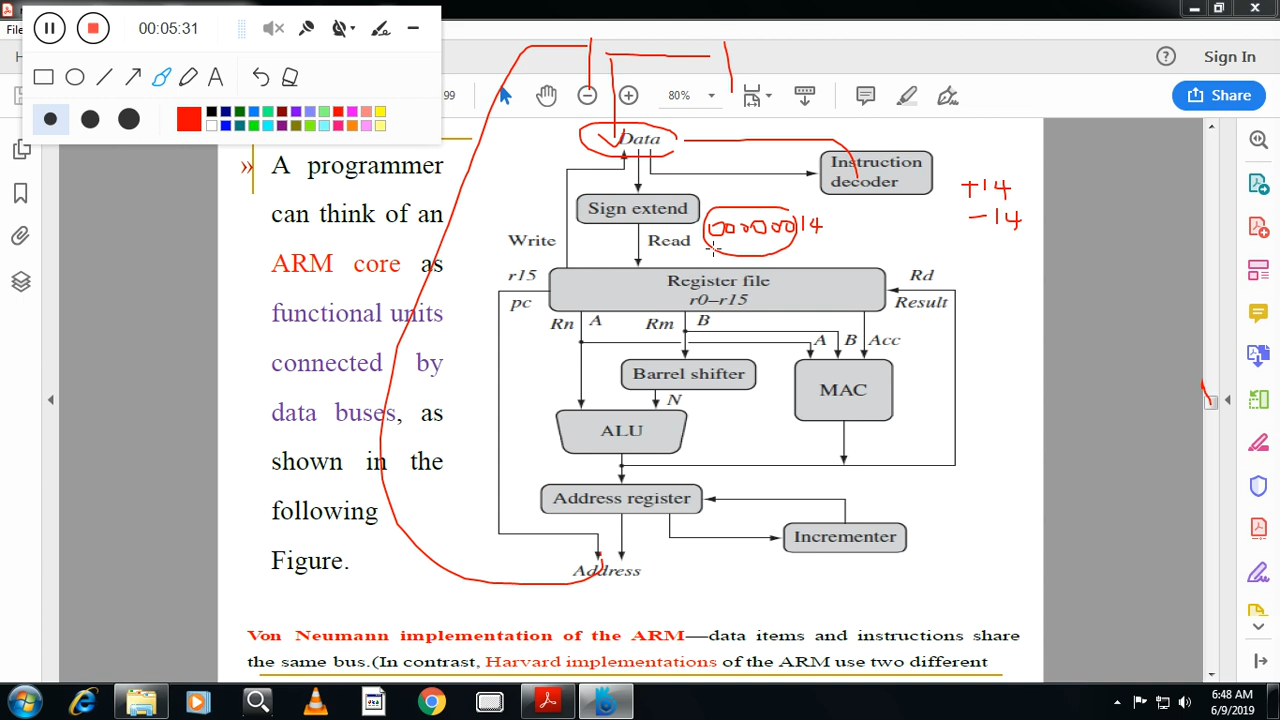 00:05:31
File
99
80%
Sign In
Share
A programmer
can think of an
ARM core as
functional units
connected by
data buses, as
shown in the
following
Figure.
Data
Instruction
decoder
+14
-14
Sign extend
00000014
Write
Read
r15
Register file
r0–r15
Rd
pc
Result
Rn
A
Rm
B
A
B
Acc
Barrel shifter
N
MAC
ALU
Address register
Incrementer
Address
Von Neumann implementation of the ARM—data items and instructions share
the same bus.(In contrast, Harvard implementations of the ARM use two different
6:48 AM
6/9/2019